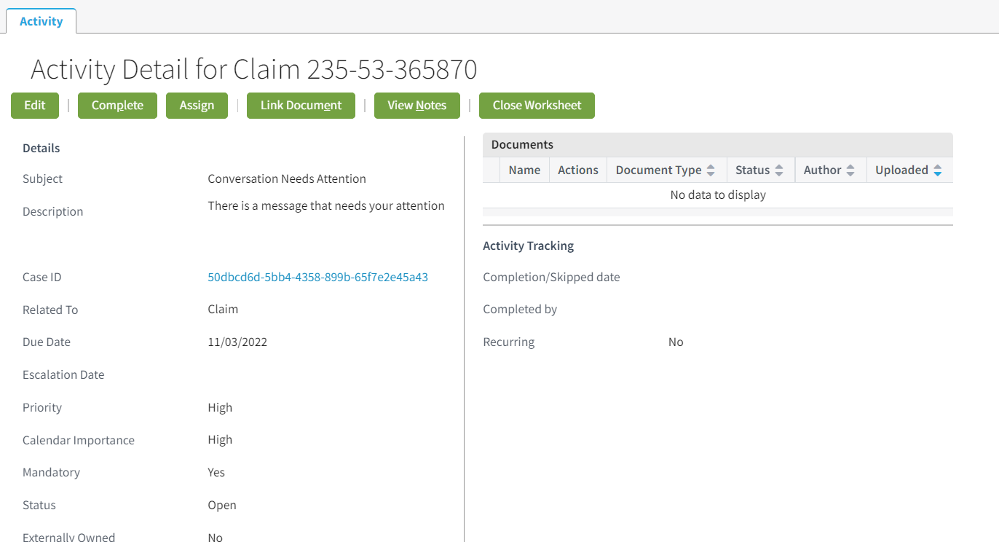 Activity
Activity Detail for Claim 235-53-365870
Edit
Complete
Assign
Link Document
View Notes
Close Worksheet
Details
Subject Conversation Needs Attention
Description There is a message that needs your attention
Case ID 50dbcd6d-5bb4-4358-899b-65f7e2e45a43
Related To Claim
Due Date 11/03/2022
Escalation Date
Priority High
Calendar Importance High
Mandatory Yes
Status Open
Externally Owned No
Documents
Name Actions Document Type Status Author Uploaded
No data to display
Activity Tracking
Completion/Skipped date
Completed by
Recurring No